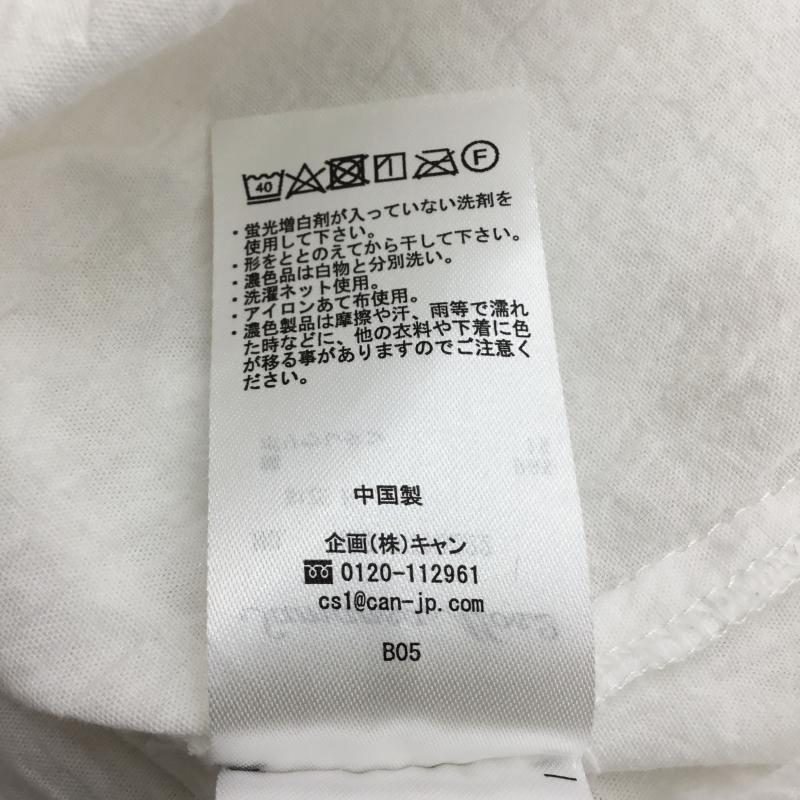 40 F
・蛍光増白剤が入っていない洗剤を
使用して下さい。
・形をととのえてから干して下さい。
・濃色品は白物と分別洗い。
・洗濯ネット使用。
・アイロンあて布使用。
・濃色製品は摩擦や汗、雨等で濡れ
た時などに、他の衣料や下着に色
が移る事がありますのでご注意く
ださい。
中国製
企画(株)キャン
0120-112961
cs1@can-jp.com
B05